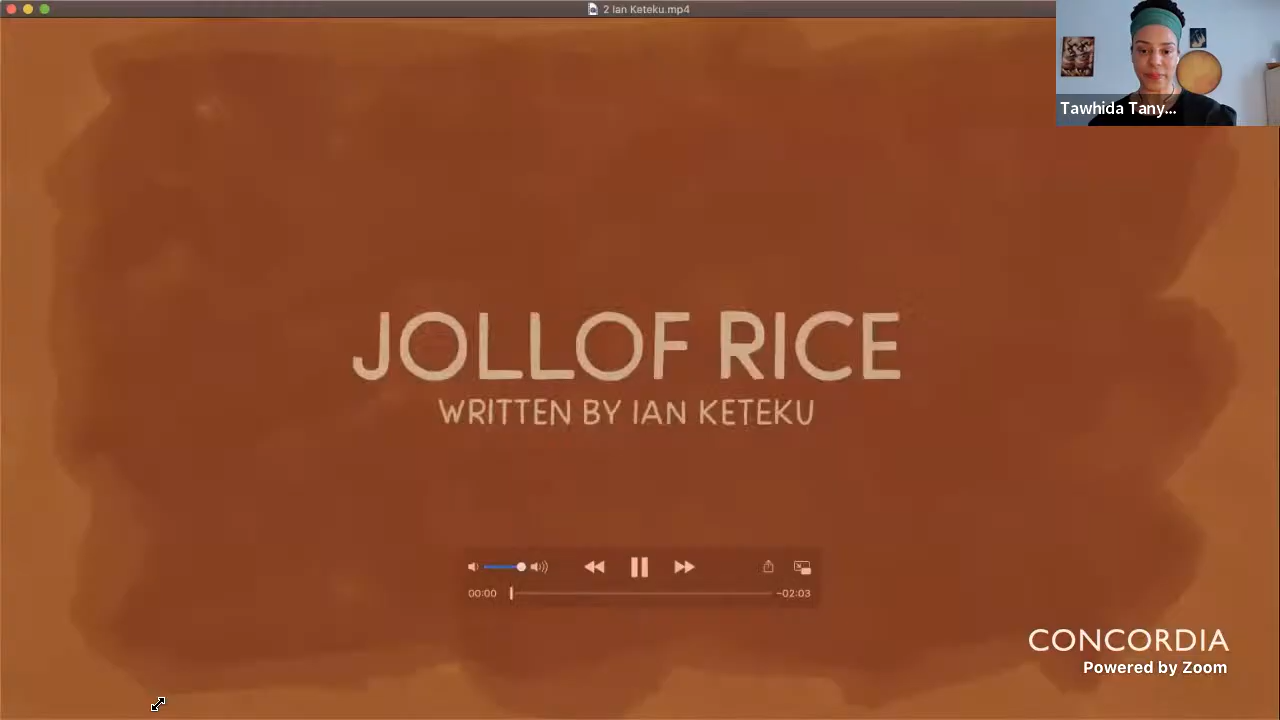 2 Ian Keteku.mp4
Tawhida Tany...
JOLLOF RICE
WRITTEN BY IAN KETEKU
00:00
-02:03
CONCORDIA
Powered by Zoom